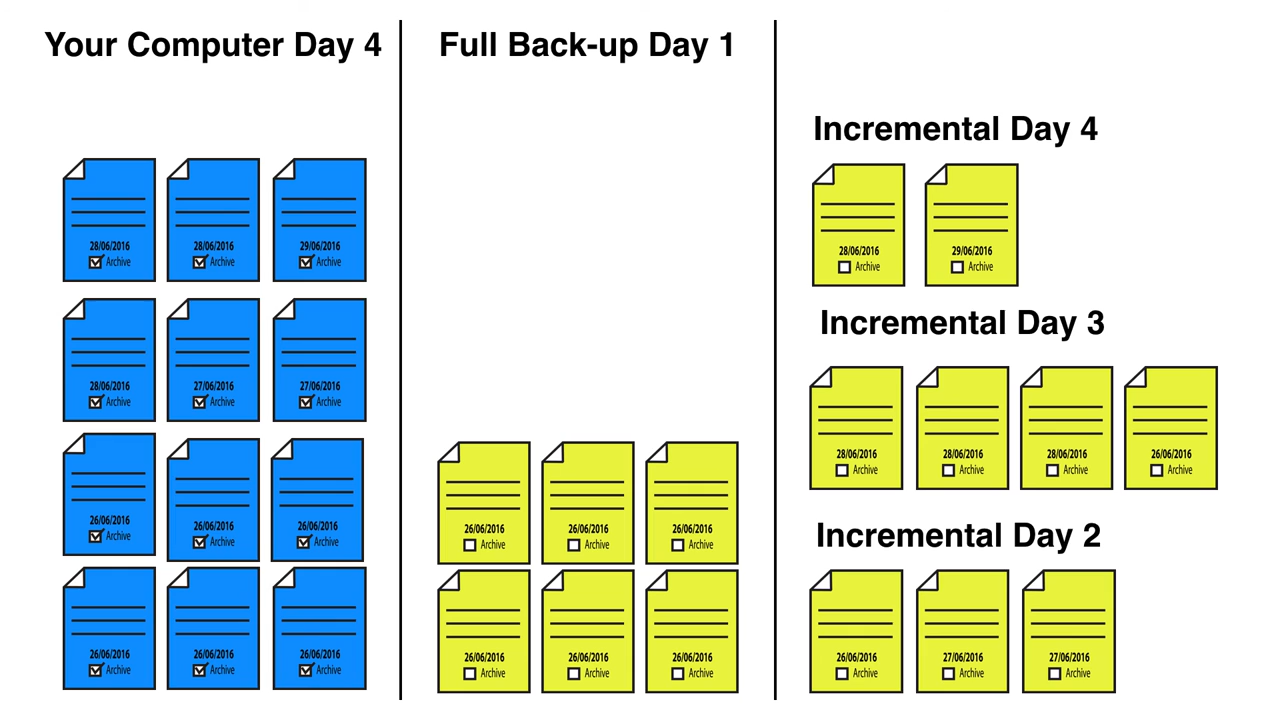 Your Computer Day 4
28/06/2016 28/06/2016 29/06/2016
Archive Archive Archive
28/06/2016 27/06/2016 27/06/2016
Archive Archive Archive
26/06/2016 26/06/2016 26/06/2016
Archive Archive Archive
26/06/2016 26/06/2016 26/06/2016
Archive Archive Archive
Full Back-up Day 1
26/06/2016 26/06/2016 26/06/2016
Archive Archive Archive
26/06/2016 26/06/2016 26/06/2016
Archive Archive Archive
Incremental Day 4
28/06/2016 29/06/2016
Archive Archive
Incremental Day 3
28/06/2016 28/06/2016 28/06/2016 26/06/2016
Archive Archive Archive Archive
Incremental Day 2
26/06/2016 27/06/2016 27/06/2016
Archive Archive Archive